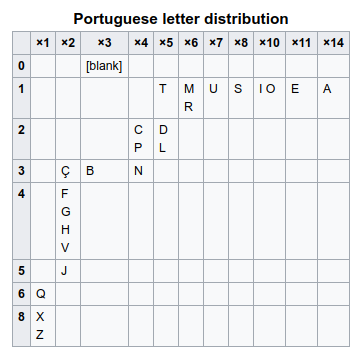 Portuguese letter distribution
×1 ×2 ×3 ×4 ×5 ×6 ×7 ×8 ×10 ×11 ×14
0 [blank]
1 T M U S I O E A
R
2 C D
P L
3 Ç B N
4 F
G
H
V
5 J
6 Q
8 X
Z